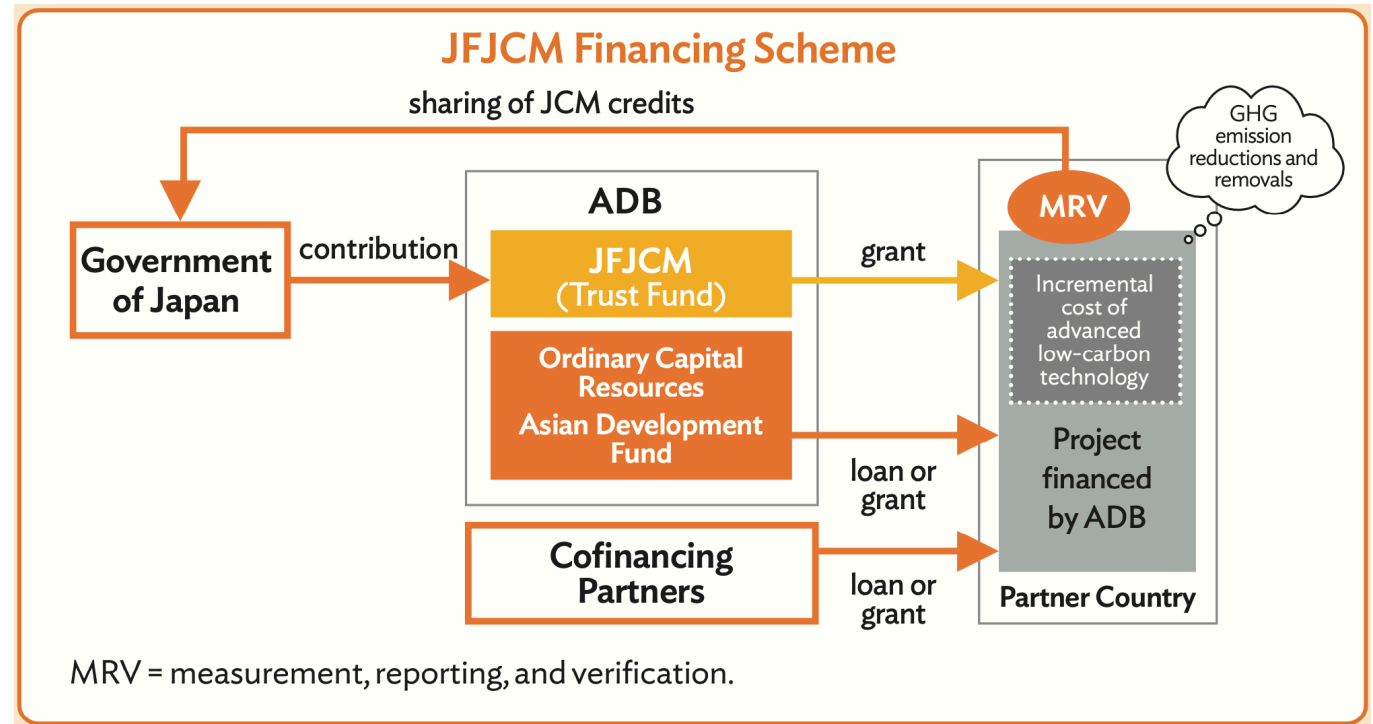 JFJCM Financing Scheme
sharing of JCM credits
GHG
emission
reductions and
removals
ADB
MRV
Government
of Japan
contribution
JFJCM
(Trust Fund)
grant
Incremental
cost of
advanced
low-carbon
technology
Ordinary Capital
Resources
Asian Development
Fund
loan or
grant
Project
financed
by ADB
Cofinancing
Partners
loan or
grant
Partner Country
MRV = measurement, reporting, and verification.